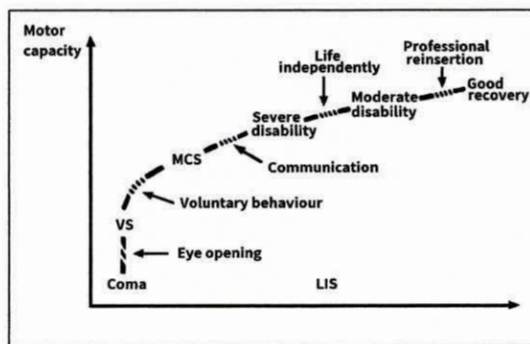 Motor
capacity
Professional
reinsertion
Life
independently
Good
recovery
Moderate
disability
Severe
disability
MCS
Communication
Voluntary behaviour
VS
Eye opening
Coma
LIS